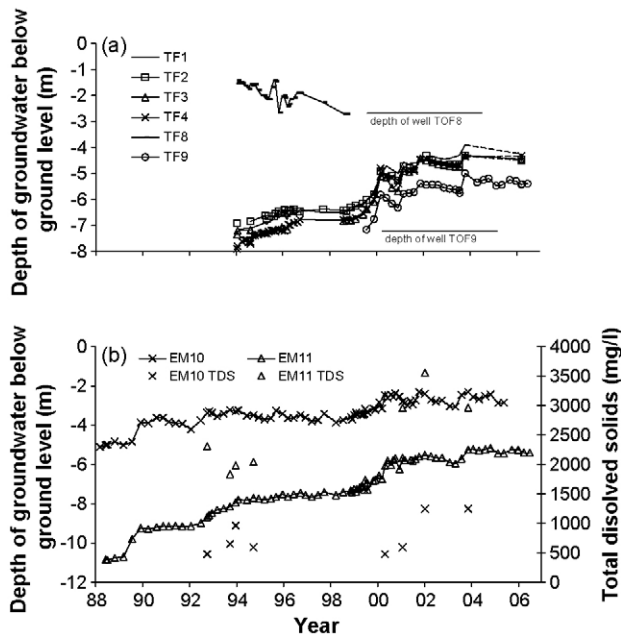 Depth of groundwater below
ground level (m)
0
-1
-2
-3
-4
-5
-6
-7
-8
(a)
TF1
TF2
TF3
TF4
TF8
TF9
depth of well TOF8
depth of well TOF9
Depth of groundwater below
ground level (m)
0
-2
-4
-6
-8
-10
-12
(b)
EM10
EM11
EM10 TDS
EM11 TDS
4000
3500
3000
2500
2000
1500
1000
500
0
Total disolved solids (mg/l)
88 90 92 94 96 98 00 02 04 06
Year